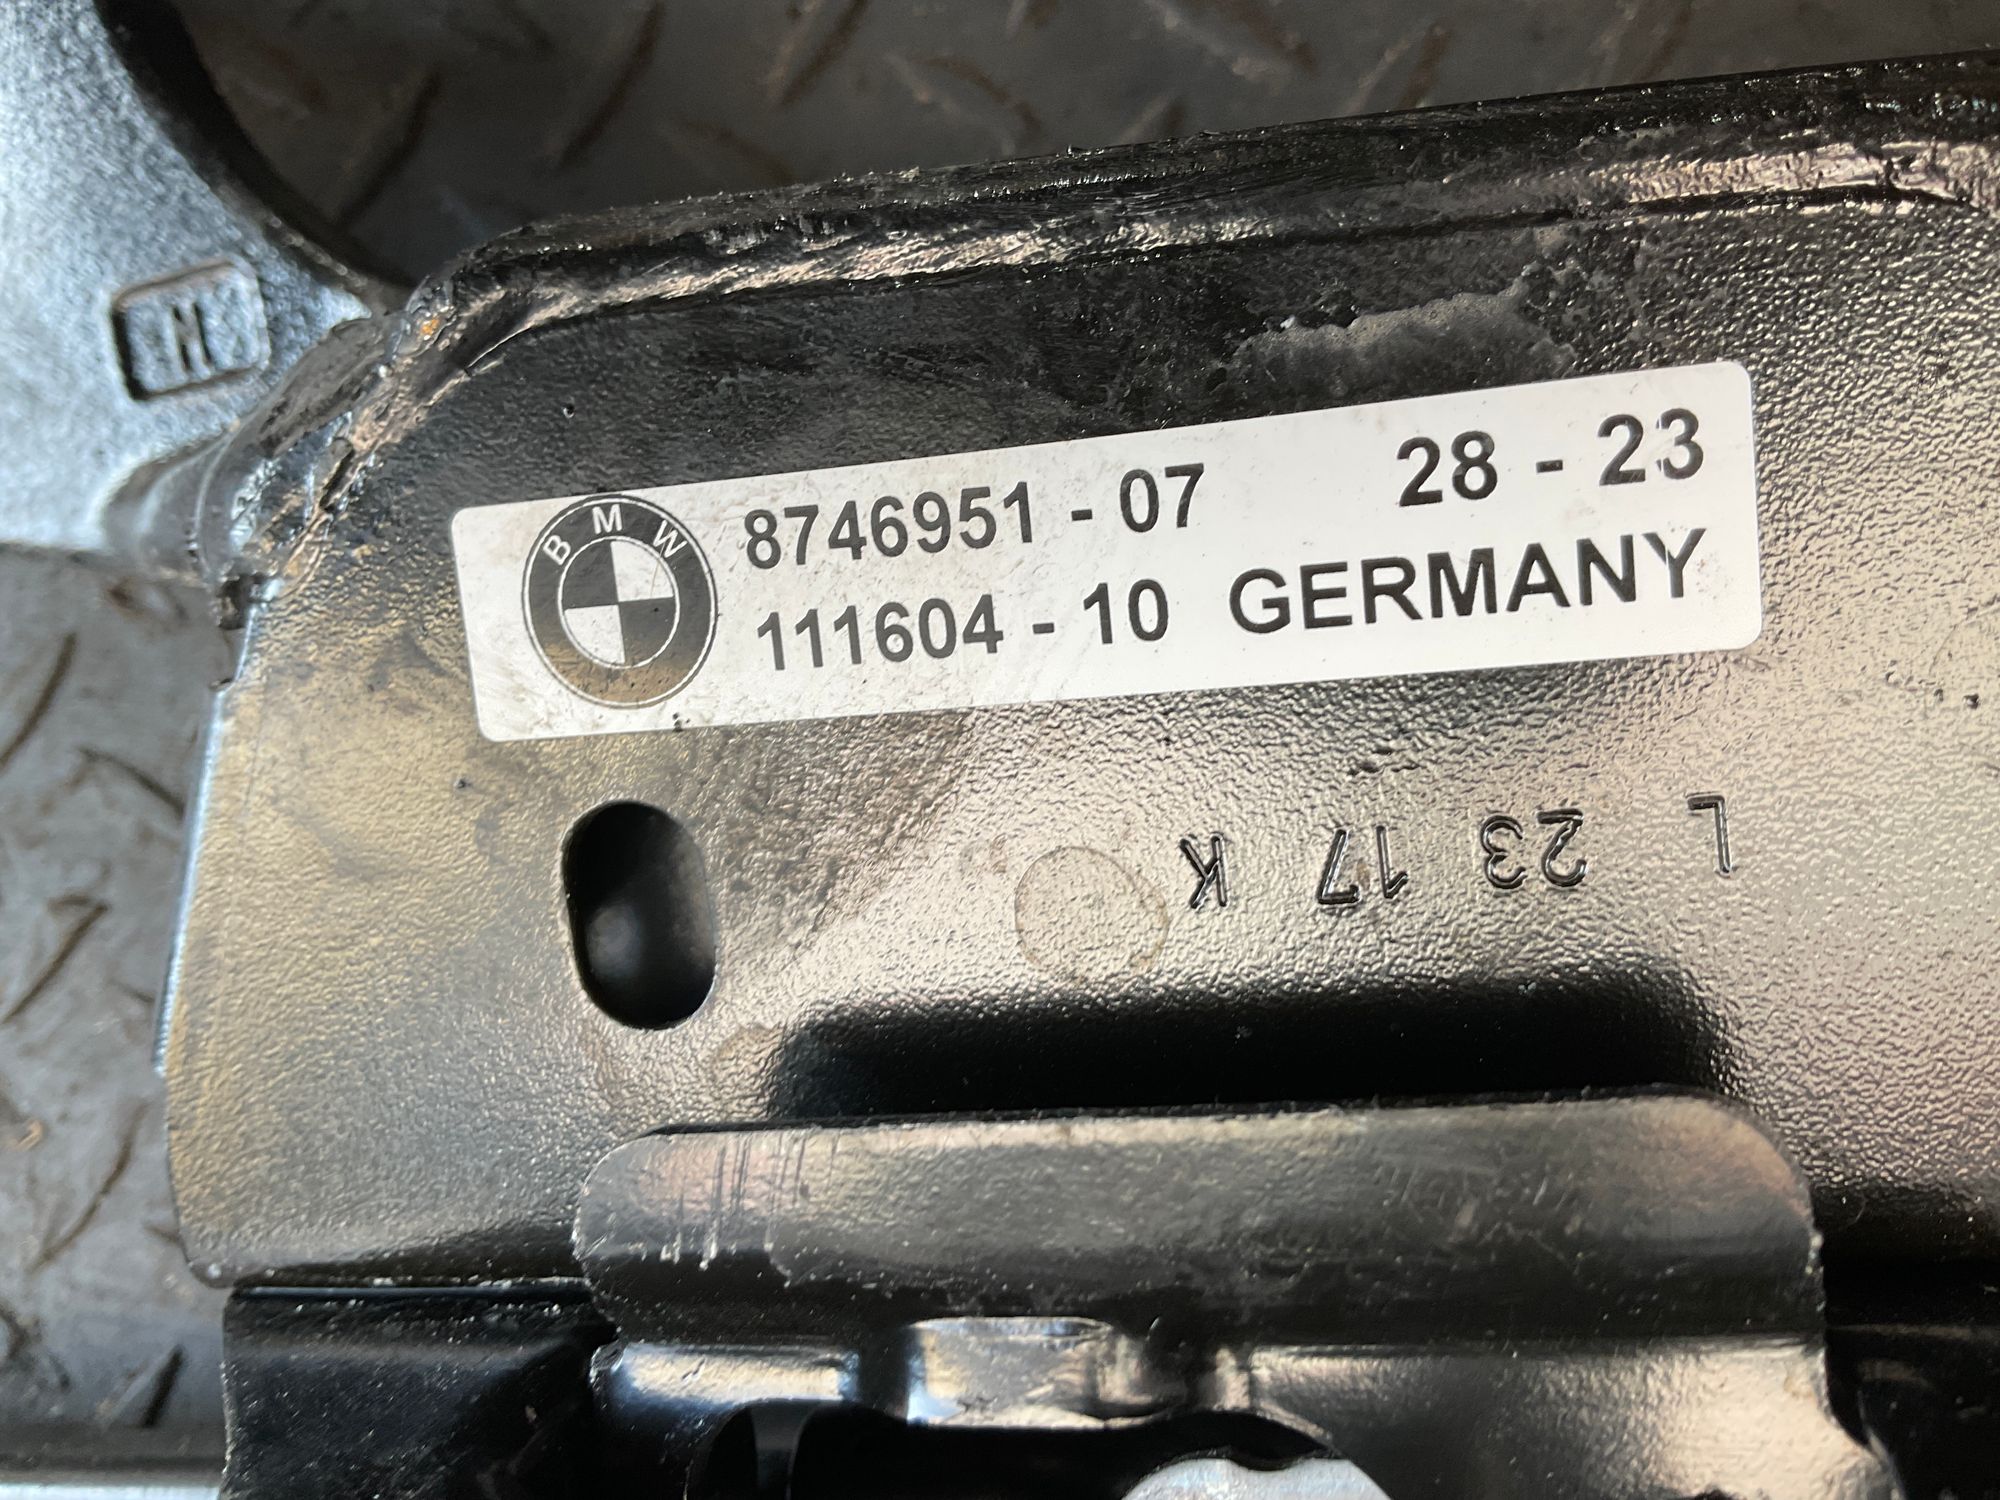 N
BMW
8746951 - 07 28 - 23
111604 - 10 GERMANY
L 23 17 K